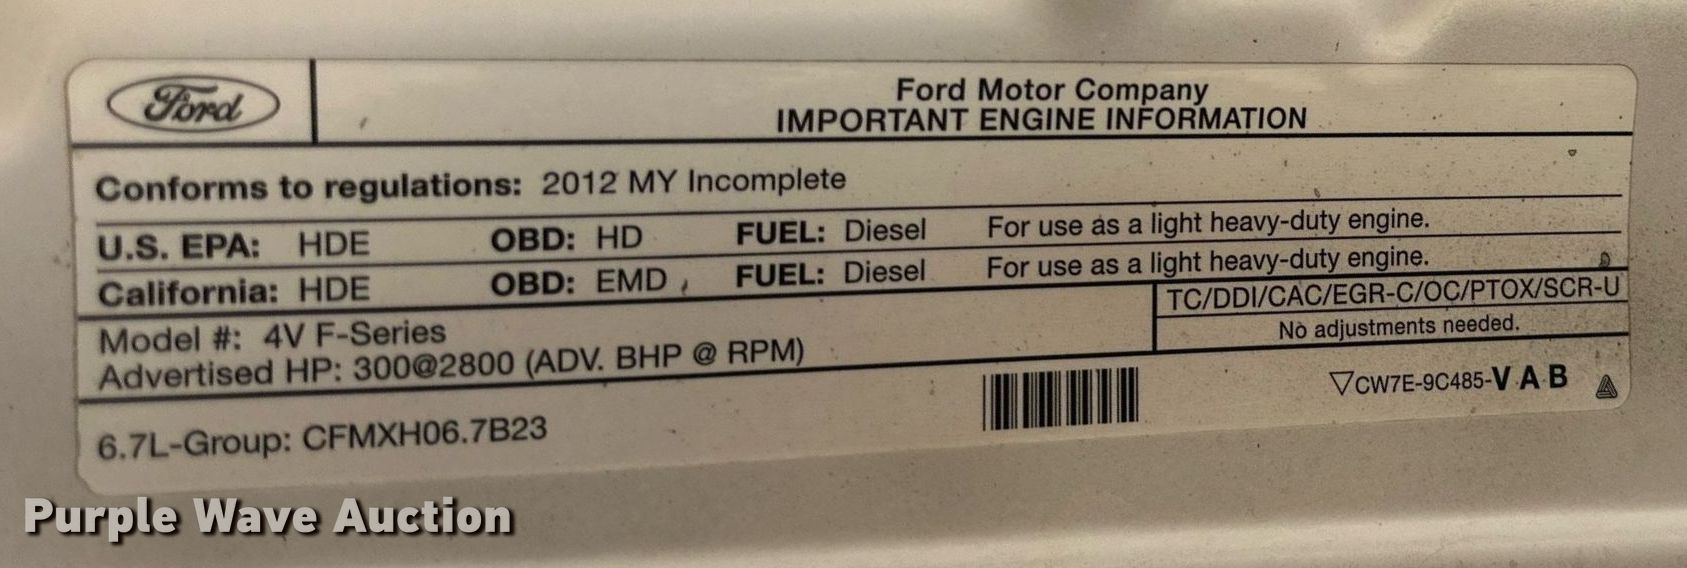 Ford
Ford Motor Company
IMPORTANT ENGINE INFORMATION
Conforms to regulations: 2012 MY Incomplete
U.S. EPA: HDE OBD: HD FUEL: Diesel For use as a light heavy-duty engine.
California: HDE OBD: EMD FUEL: Diesel For use as a light heavy-duty engine.
TC/DDI/CAC/EGR-C/OC/PTOX/SCR-U
No adjustments needed.
Model #: 4V F-Series
Advertised HP: 300@2800 (ADV. BHP @ RPM)
▽CW7E-9C485-V A B
6.7L-Group: CFMXH06.7B23
Purple Wave Auction